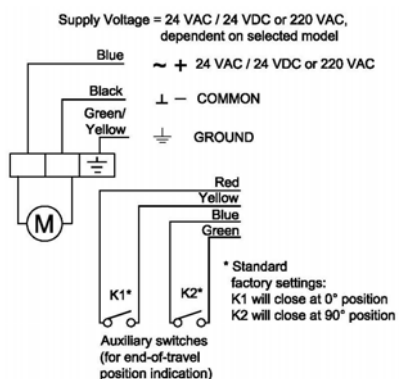 Supply Voltage = 24 VAC / 24 VDC or 220 VAC,
dependent on selected model
Blue
~ + 24 VAC / 24 VDC or 220 VAC
Black
⊥ − COMMON
Green/
Yellow
⏚ GROUND
M
Red
Yellow
Blue
Green
K1*
K2*
* Standard
factory settings:
K1 will close at 0° position
K2 will close at 90° position
Auxiliary switches
(for end-of-travel
position indication)